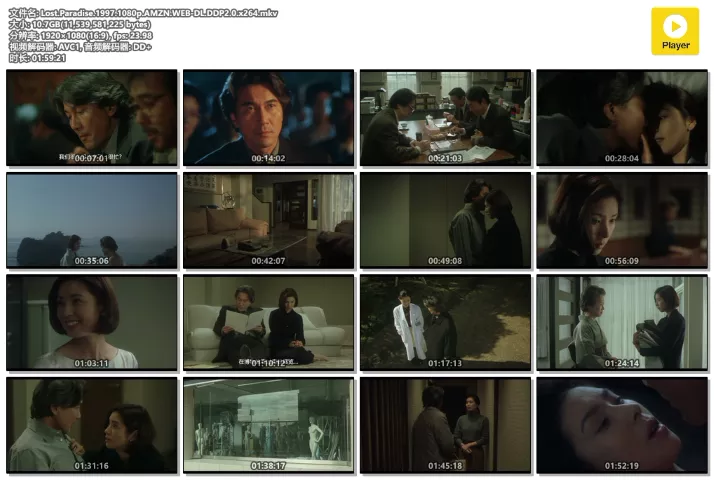 文件名: Lost.Paradise.1997.1080p.AMZN.WEB-DL.DDP2.0.x264.mkv
大小: 10.7GB(11,539,581,225 bytes)
分辨率: 1920×1080(16:9), fps: 23.98
视频解码器: AVC1, 音频解码器: DD+
时长: 01:59:21
Player
00:07:01
00:14:02
00:21:03
00:28:04
00:35:06
00:42:07
00:49:08
00:56:09
01:03:11
01:10:12
01:17:13
01:24:14
01:31:16
01:38:17
01:45:18
01:52:19